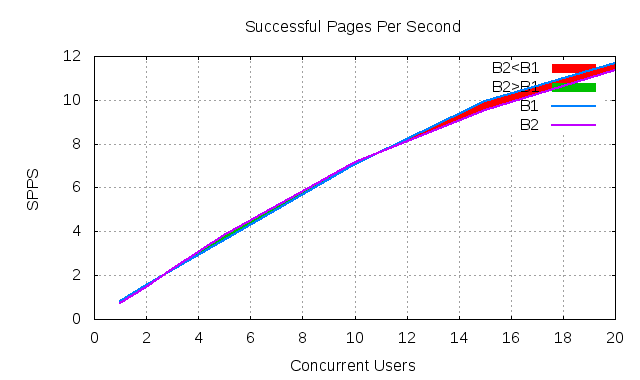 Successful Pages Per Second
12
10
8
6
4
2
0
SPPS
B2<B1
B2>B1
B1
B2
0 2 4 6 8 10 12 14 16 18 20
Concurrent Users